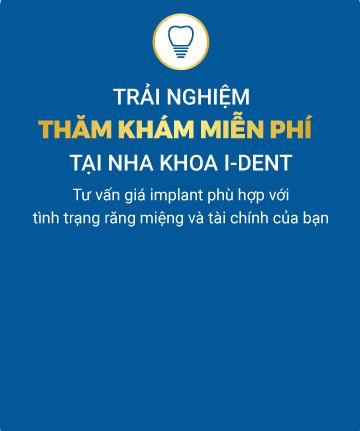 TRẢI NGHIỆM
THĂM KHÁM MIỄN PHÍ
TẠI NHA KHOA I-DENT
Tư vấn giá implant phù hợp với
tình trạng răng miệng và tài chính của bạn